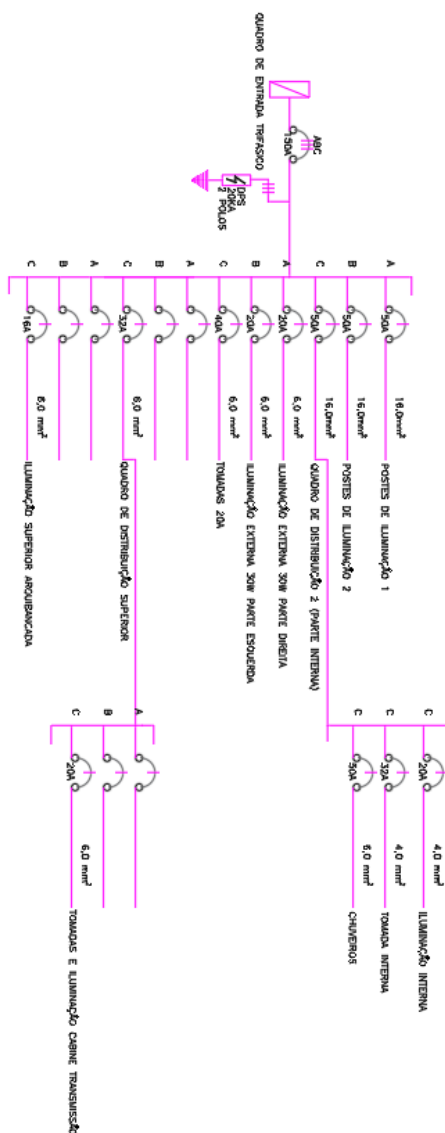 QUADRO DE ENTRADA TRIFASICO
ABC
150A
DPS
20KA
2 POLOS
A
50A
16,0mm²
POSTES DE ILUMINAÇÃO 1
B
50A
16,0mm²
POSTES DE ILUMINAÇÃO 2
C
50A
16,0mm²
QUADRO DE DISTRIBUIÇÃO 2 (PARTE INTERNA)
A
20A
6,0 mm²
ILUMINAÇÃO EXTERNA 30W PARTE DIREITA
B
20A
6,0 mm²
ILUMINAÇÃO EXTERNA 30W PARTE ESQUERDA
C
40A
6,0 mm²
TOMADAS 20A
A
B
C
32A
6,0 mm²
QUADRO DE DISTRIBUIÇÃO SUPERIOR
A
B
C
16A
6,0 mm²
ILUMINAÇÃO SUPERIOR ARQUIBANCADA
C
20A
4,0 mm²
ILUMINAÇÃO INTERNA
C
32A
4,0 mm²
TOMADA INTERNA
C
50A
6,0 mm²
CHUVEIROS
A
B
C
20A
6,0 mm²
TOMADAS E ILUMINAÇÃO CABINE TRANSMISSÃO